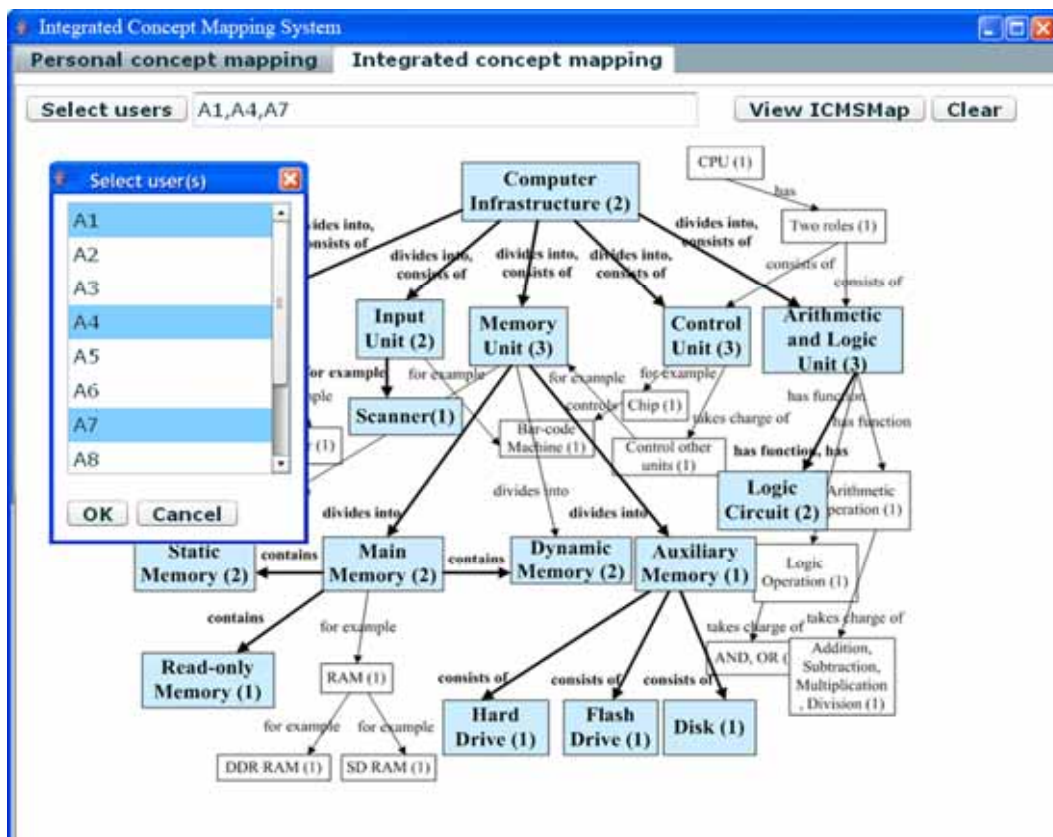 Integrated Concept Mapping System
Personal concept mapping
Integrated concept mapping
Select users
A1,A4,A7
View ICMSMap
Clear
Select user(s)
A1
A2
A3
A4
A5
A6
A7
A8
OK
Cancel
CPU (1)
has
Two roles (1)
consists of
consists of
Computer
Infrastructure (2)
divides into,
consists of
divides into,
consists of
divides into,
consists of
divides into,
consists of
Input
Unit (2)
Memory
Unit (3)
Control
Unit (3)
Arithmetic
and Logic
Unit (3)
for example
for example
for example
for example
has function
has function
Scanner(1)
controls
Chip (1)
takes charge of
Bar-code
Machine (1)
Control other
units (1)
has function, has
Logic
Circuit (2)
divides into
divides into
divides into
Static
Memory (2)
contains
Main
Memory (2)
contains
Dynamic
Memory (2)
Auxiliary
Memory (1)
Logic
Operation (1)
contains
for example
takes charge of
takes charge of
Read-only
Memory (1)
RAM (1)
consists of
consists of
consists of
AND, OR
Addition,
Subtraction,
Multiplication
, Division (1)
for example
for example
Hard
Drive (1)
Flash
Drive (1)
Disk (1)
DDR RAM (1)
SD RAM (1)